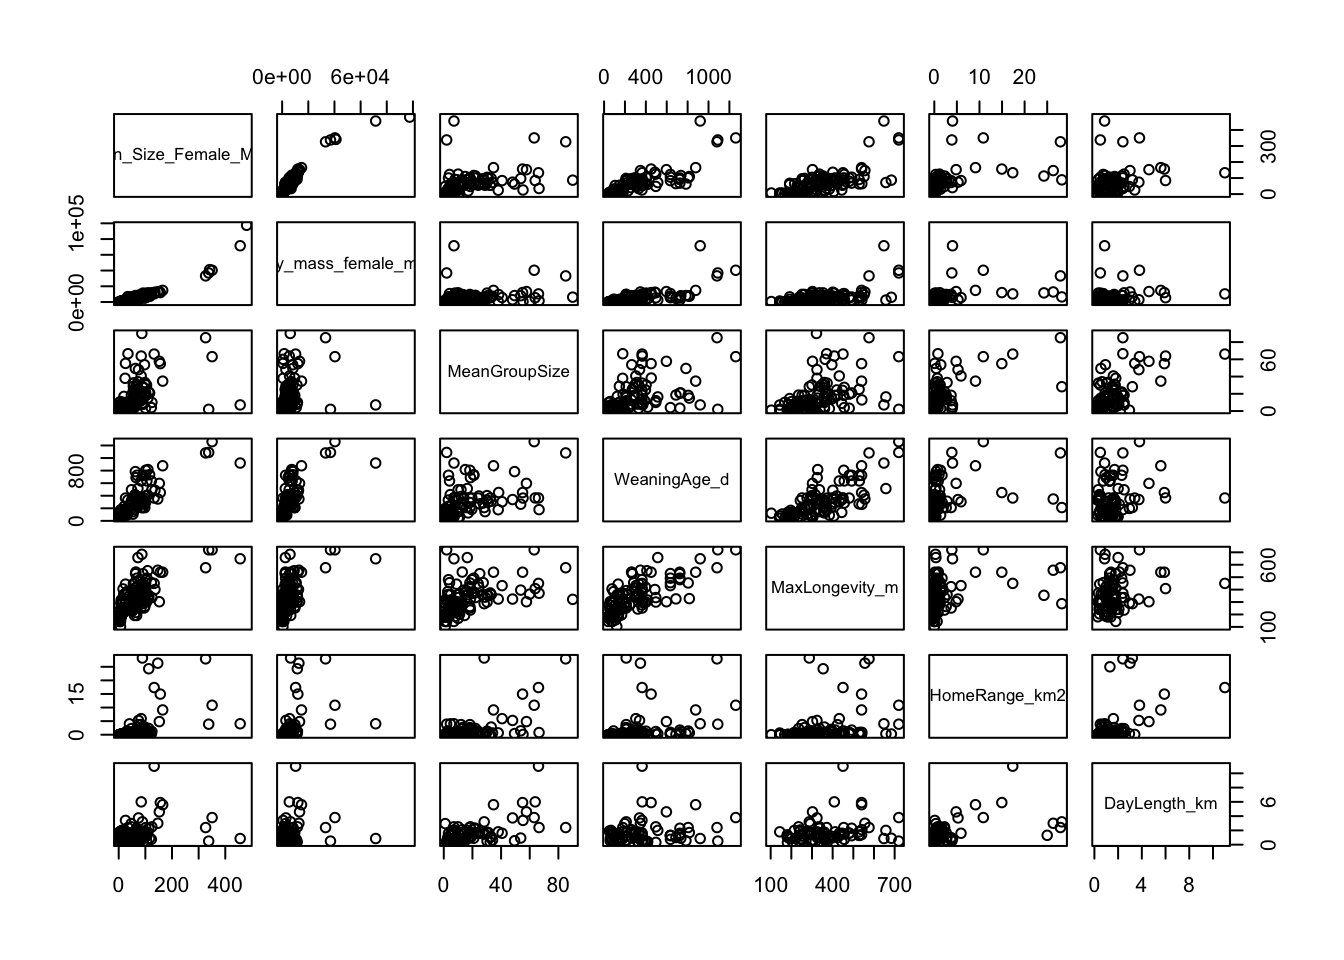 0e+00 6e+04 0 400 1000 0 10 20
n_Size_Female_M 0 300
0e+00 1e+05 y_mass_female_m
MeanGroupSize 0 60
0 800 WeaningAge_d
MaxLongevity_m 100 600
0 15 HomeRange_km2
DayLength_km 0 6
0 200 400 0 40 80 100 400 700 0 4 8